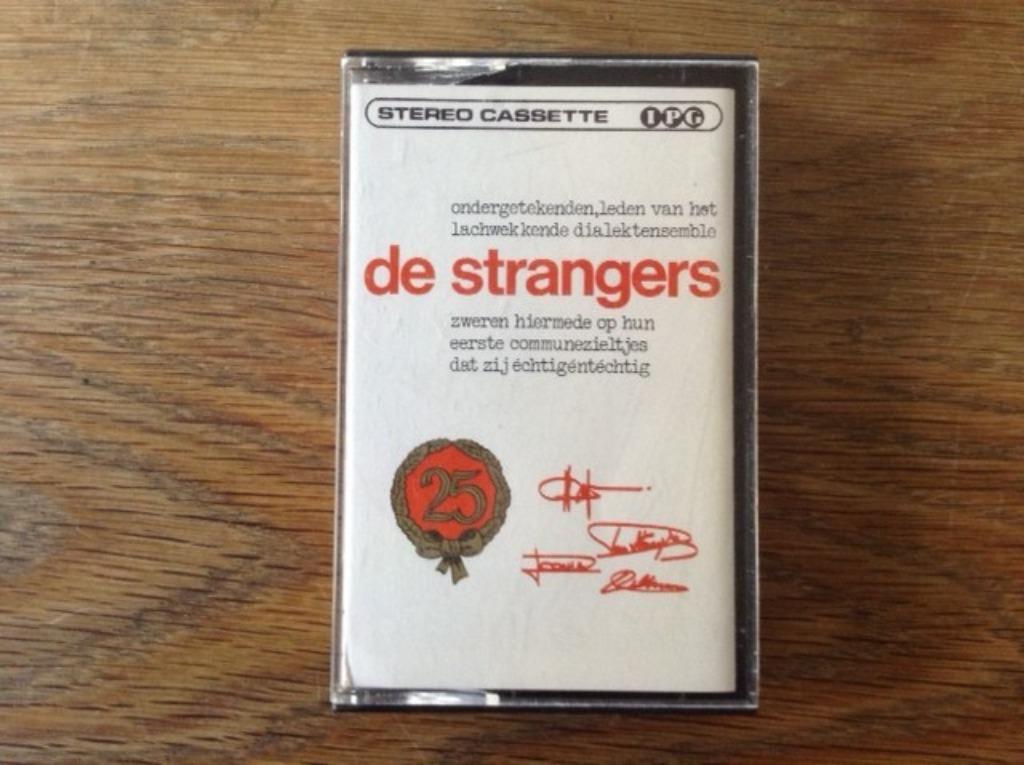 STEREO CASSETTE IPG
ondergetekenden,leden van het
lachwekkende dialektensemble
de strangers
zweren hiermede op hun
eerste communezieltjes
dat zij échtigéntéchtig
25